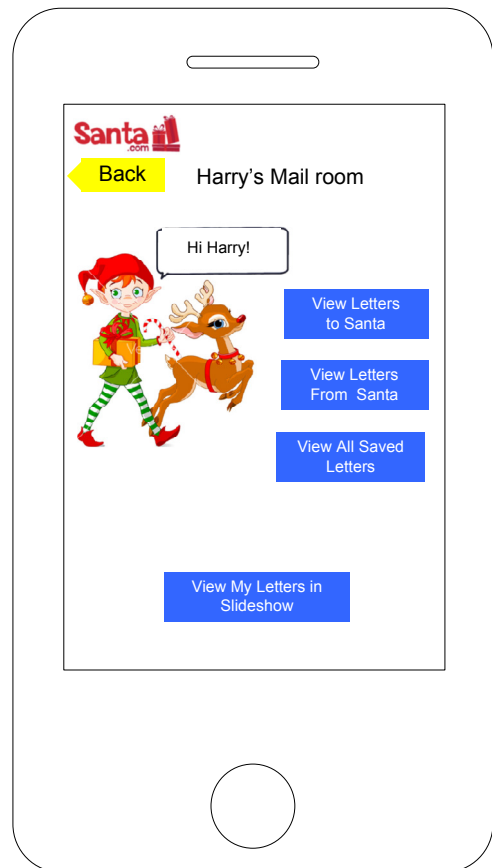 Santa
.com
Back
Harry's Mail room
Hi Harry!
View Letters
to Santa
View Letters
From Santa
View All Saved
Letters
View My Letters in
Slideshow